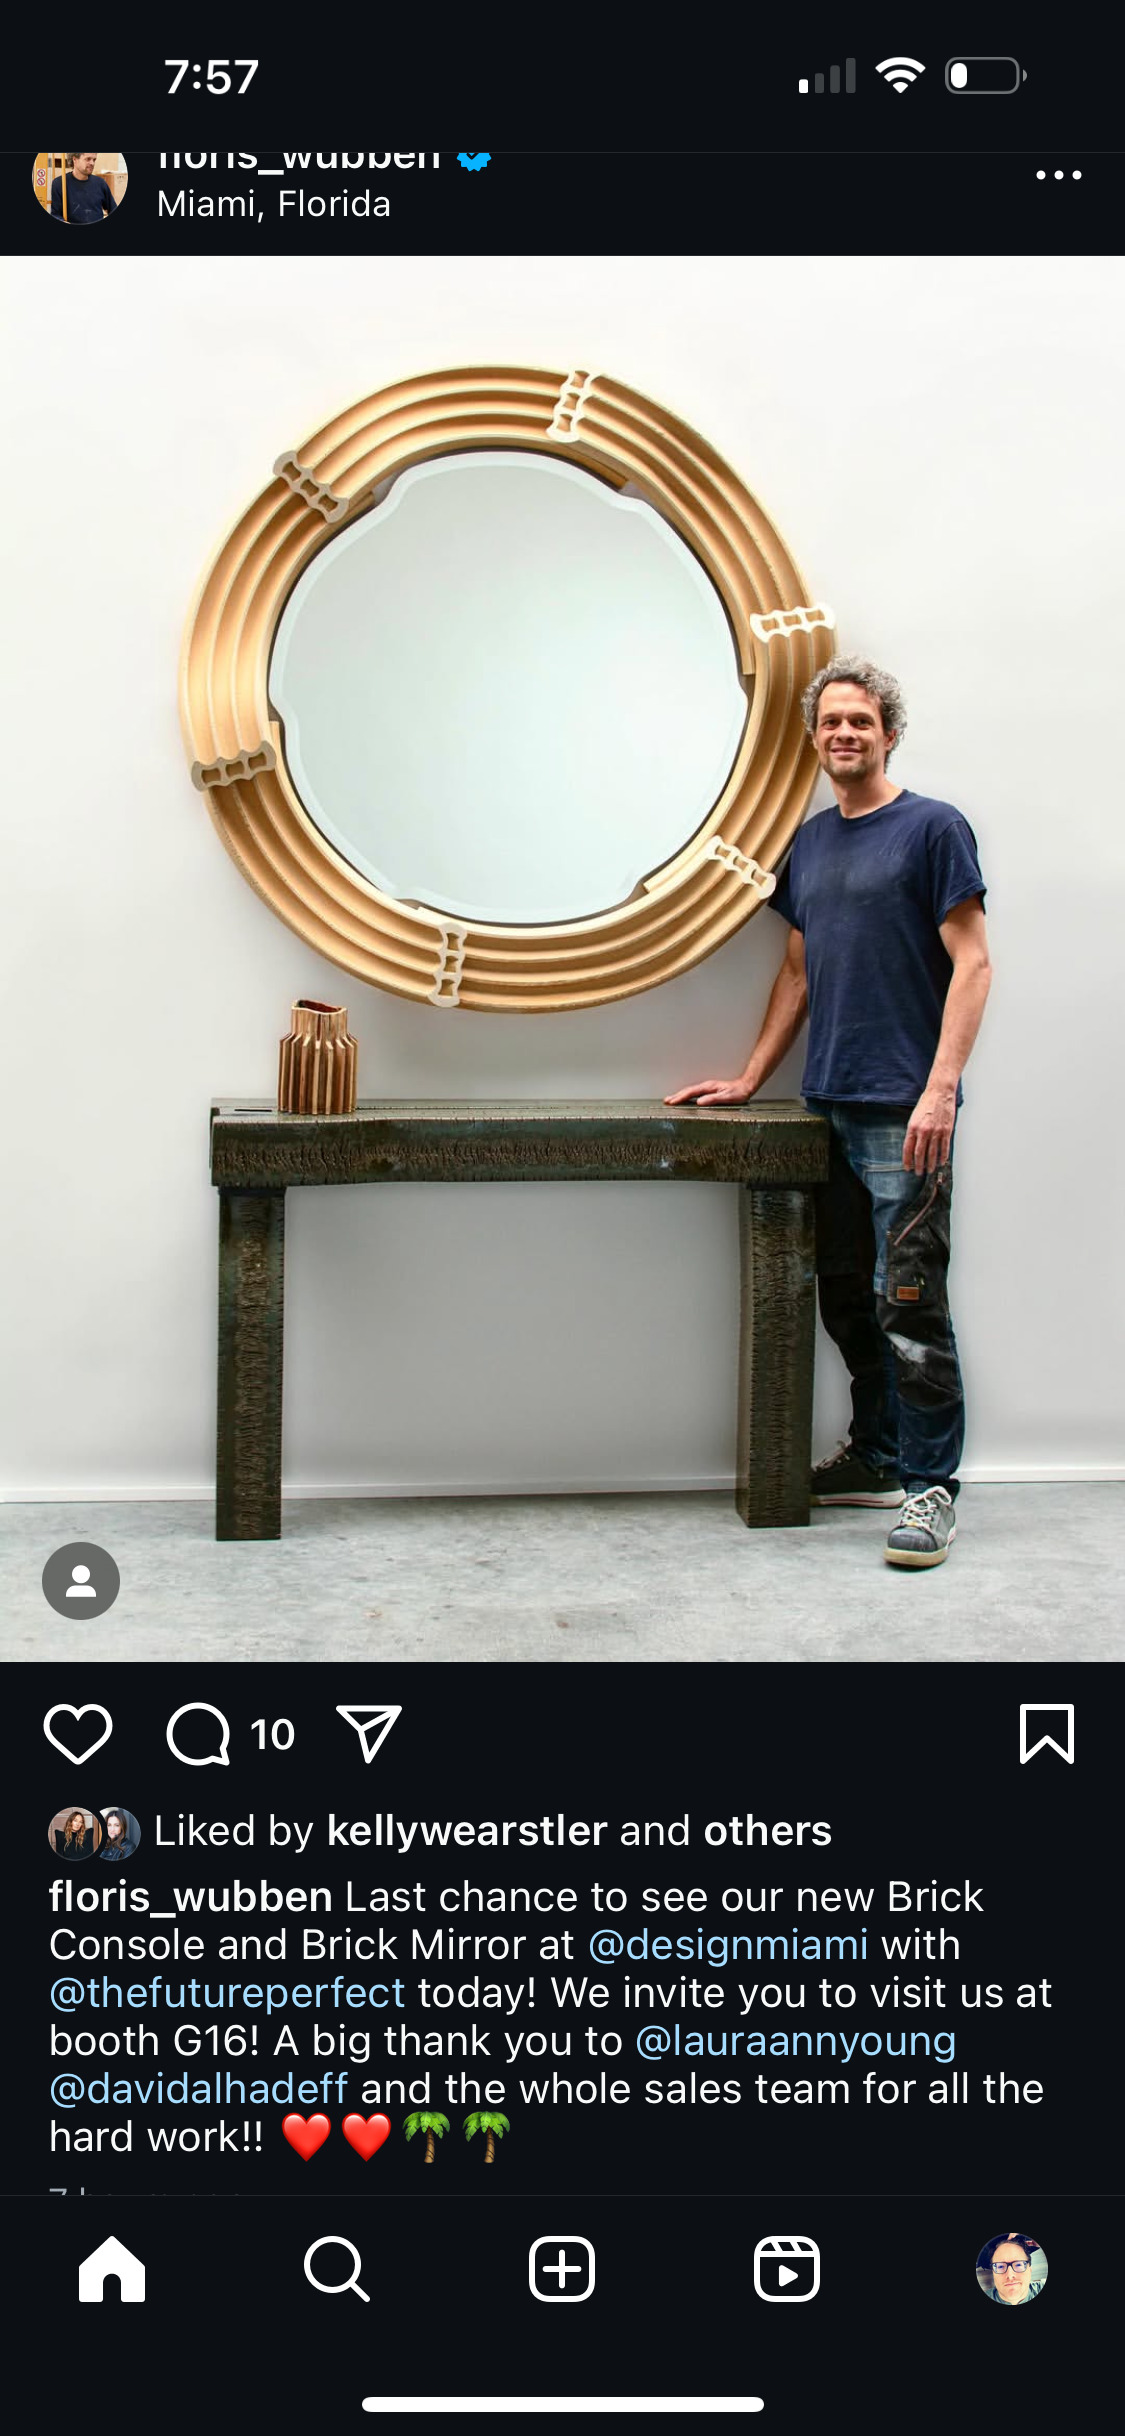 7:57
floris_wubben
Miami, Florida
10
Liked by kellywearstler and others
floris_wubben Last chance to see our new Brick
Console and Brick Mirror at @designmiami with
@thefutureperfect today! We invite you to visit us at
booth G16! A big thank you to @lauraannyoung
@davidalhadeff and the whole sales team for all the
hard work!! ❤️❤️🌴🌴